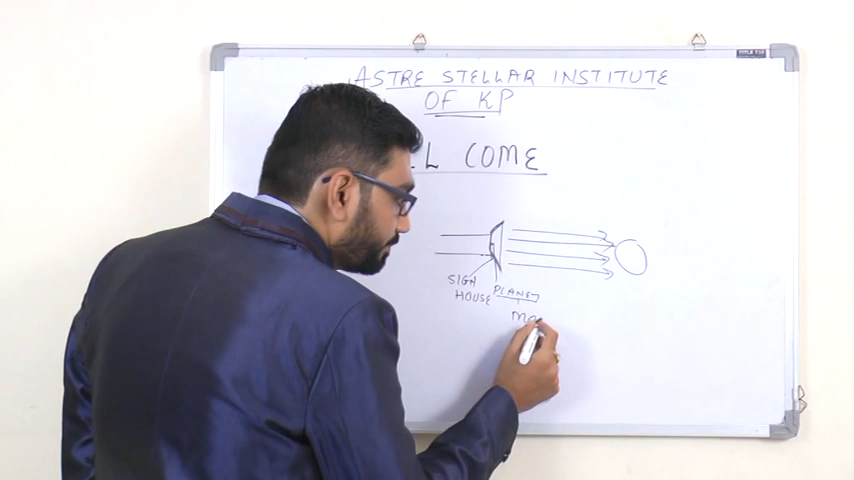 ASTRE STELLAR INSTITUTE
OF KP
COME
SIGN
HOUSE
PLANET